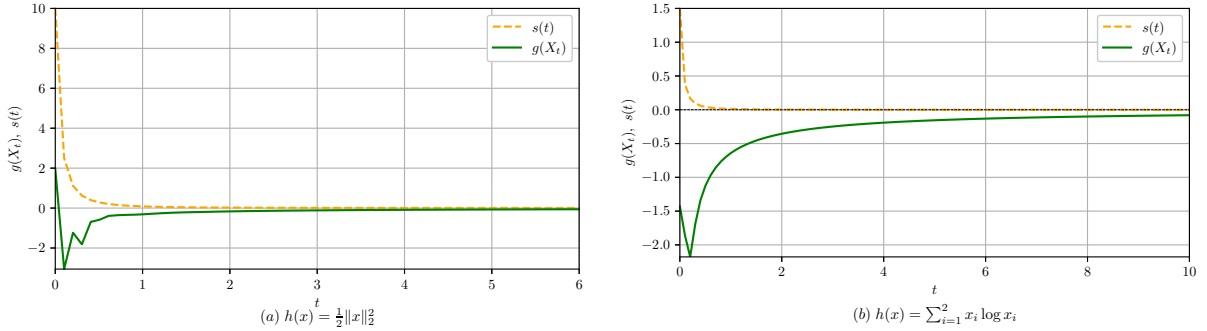 10
8
6
4
2
0
−2
g(X_t), s(t)
s(t)
g(X_t)
0 1 2 3 4 5 6
t
(a) h(x) = 1/2 ‖x‖₂²
1.5
1.0
0.5
0.0
−0.5
−1.0
−1.5
−2.0
g(X_t), s(t)
s(t)
g(X_t)
0 2 4 6 8 10
t
(b) h(x) = ∑_{i=1}^{2} x_i log x_i